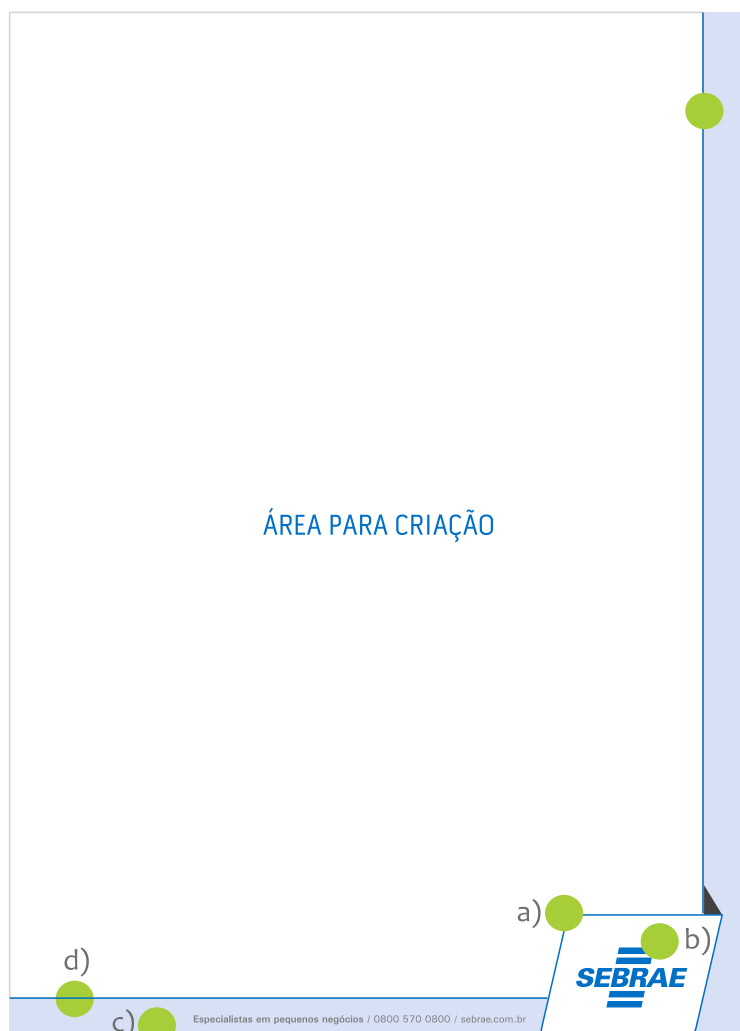 ÁREA PARA CRIAÇÃO
a)
b)
SEBRAE
d)
c)
Especialistas em pequenos negócios / 0800 570 0800 / sebrae.com.br